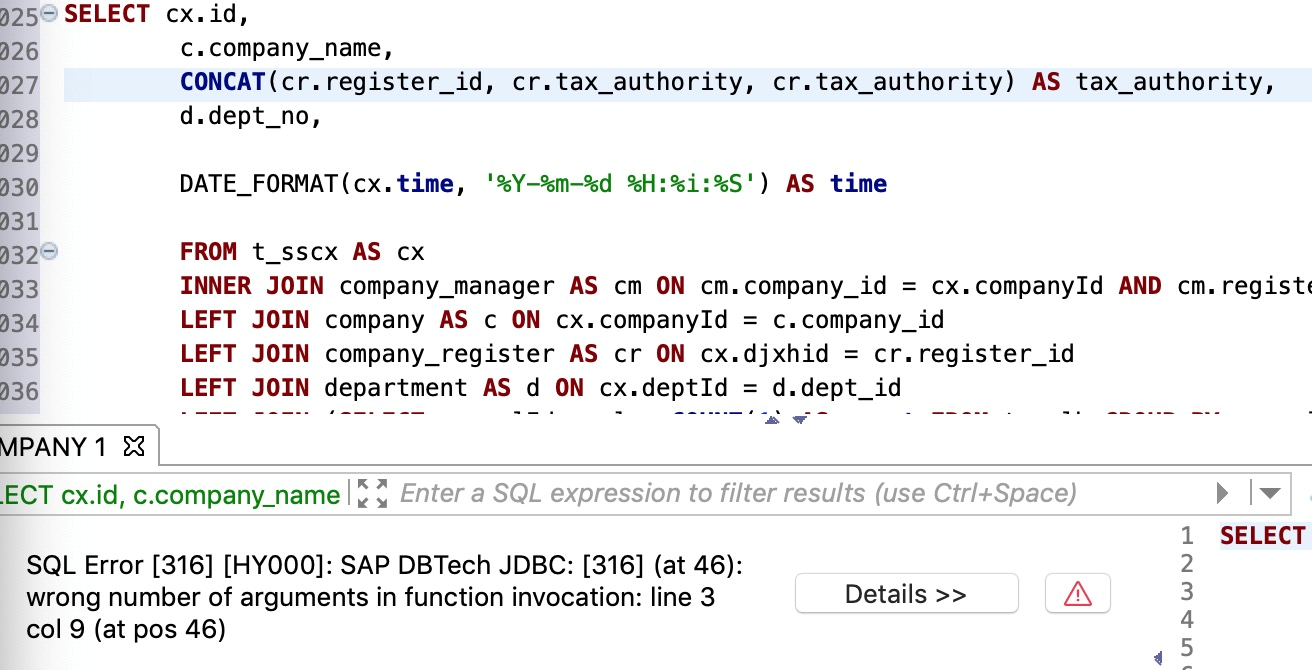 025 SELECT cx.id,
026 c.company_name,
027 CONCAT(cr.register_id, cr.tax_authority, cr.tax_authority) AS tax_authority,
028 d.dept_no,
029
030 DATE_FORMAT(cx.time, '%Y-%m-%d %H:%i:%S') AS time
031
032 FROM t_sscx AS cx
033 INNER JOIN company_manager AS cm ON cm.company_id = cx.companyId AND cm.registe
034 LEFT JOIN company AS c ON cx.companyId = c.company_id
035 LEFT JOIN company_register AS cr ON cx.djxhid = cr.register_id
036 LEFT JOIN department AS d ON cx.deptId = d.dept_id
MPANY 1
LECT cx.id, c.company_name Enter a SQL expression to filter results (use Ctrl+Space)
SQL Error [316] [HY000]: SAP DBTech JDBC: [316] (at 46):
wrong number of arguments in function invocation: line 3
col 9 (at pos 46)
Details >>
1 SELECT
2
3
4
5